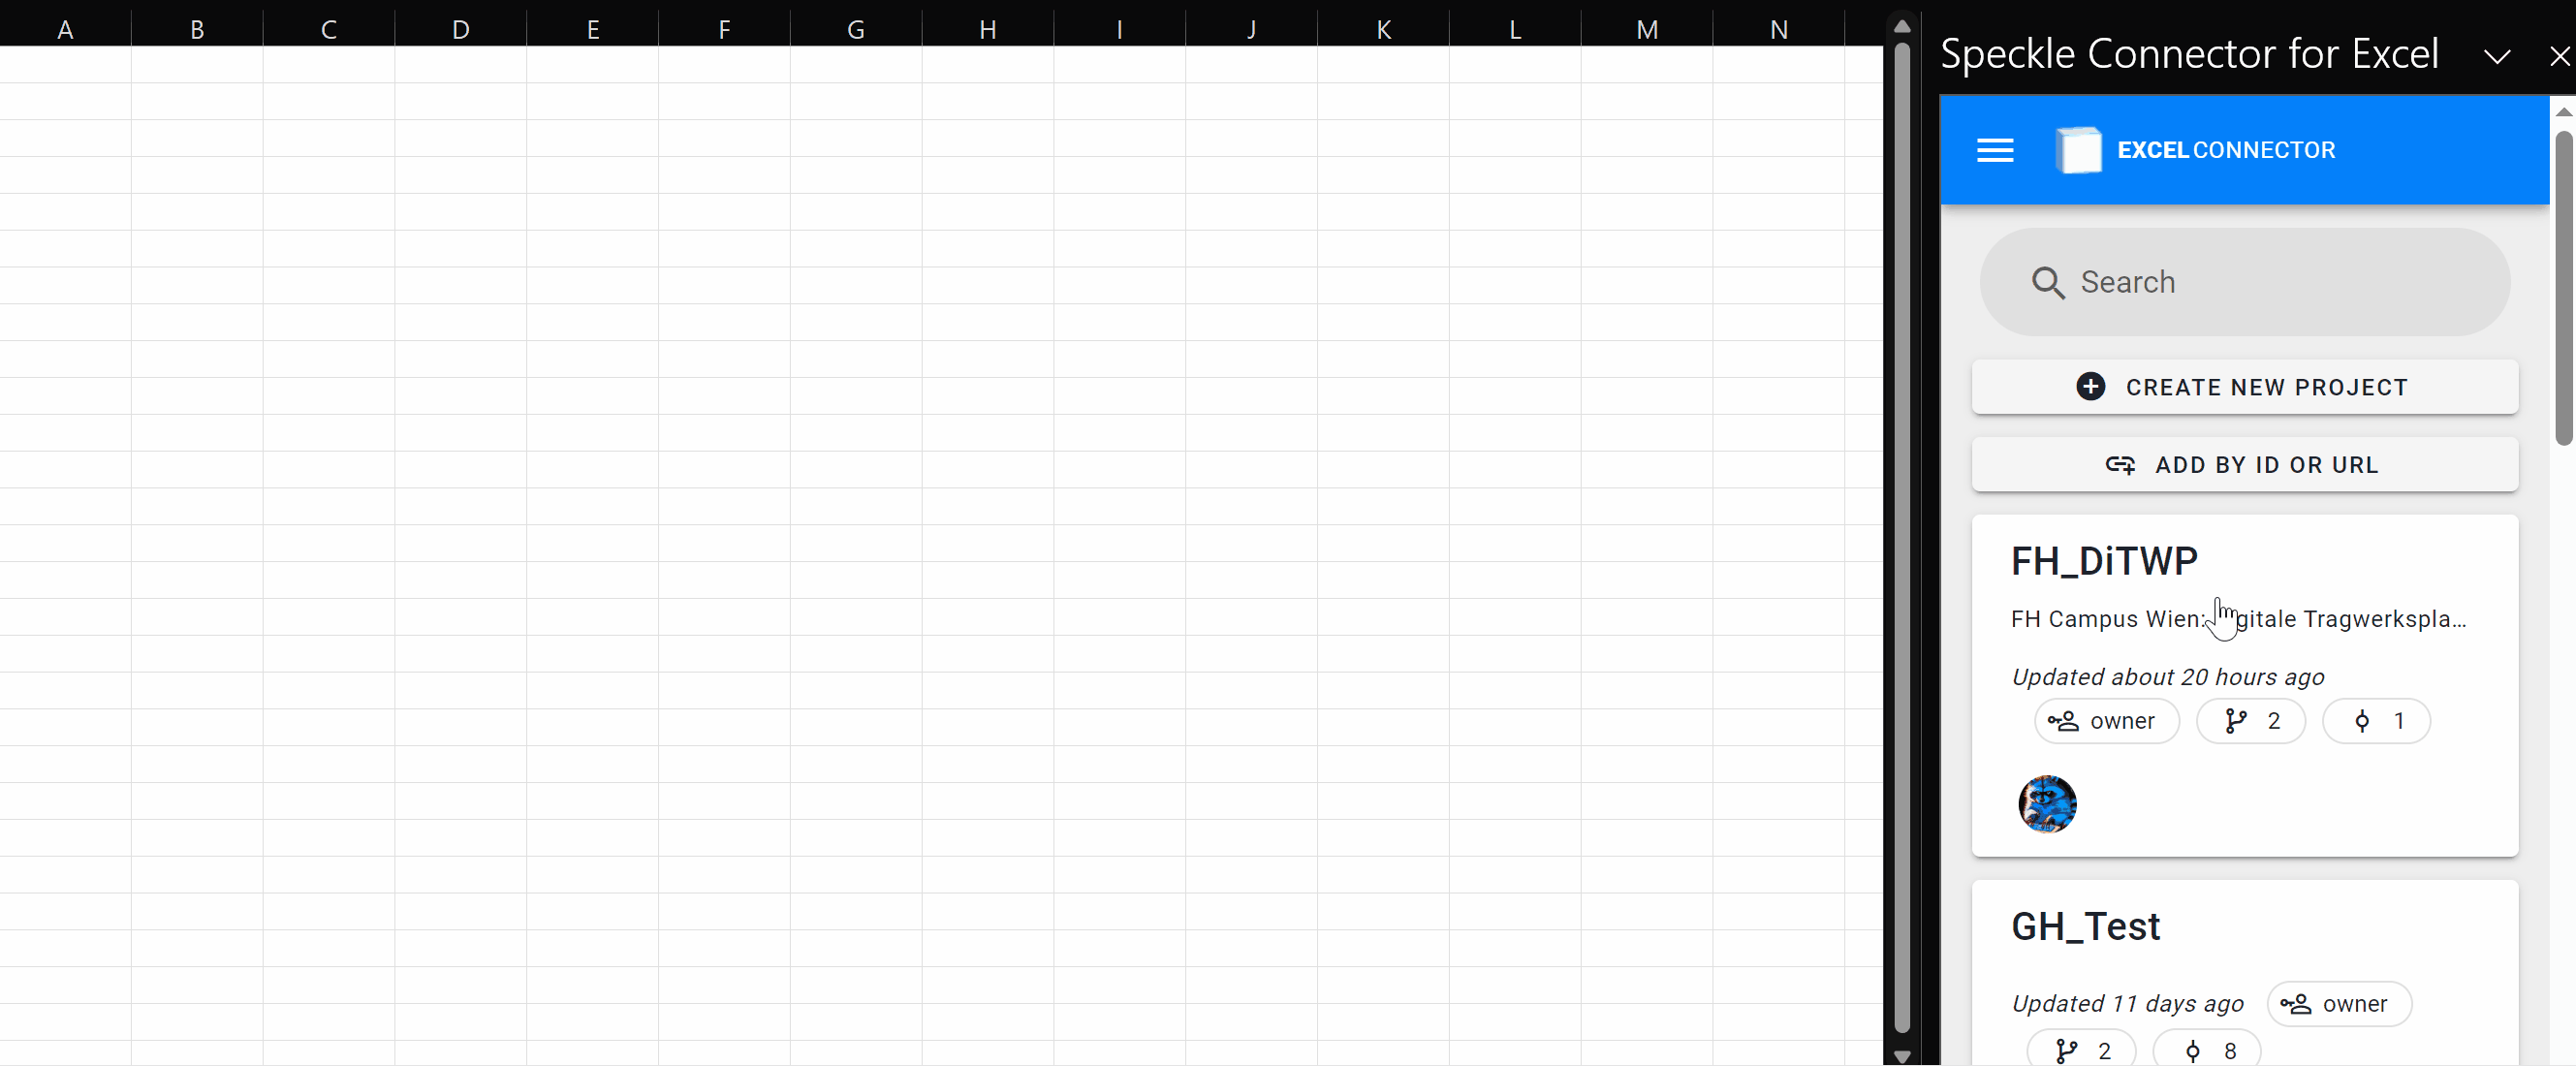 A B C D E F G H I J K L M N
Speckle Connector for Excel
EXCEL CONNECTOR
Search
CREATE NEW PROJECT
ADD BY ID OR URL
FH_DiTWP
FH Campus Wien: gitale Tragwerkspla...
Updated about 20 hours ago
owner 2 1
GH_Test
Updated 11 days ago owner
2 8